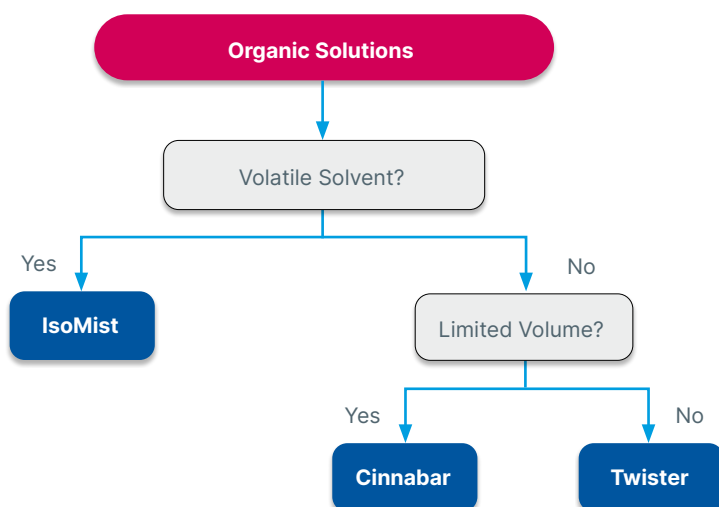 Organic Solutions
Volatile Solvent?
Yes
No
IsoMist
Limited Volume?
Yes
No
Cinnabar
Twister